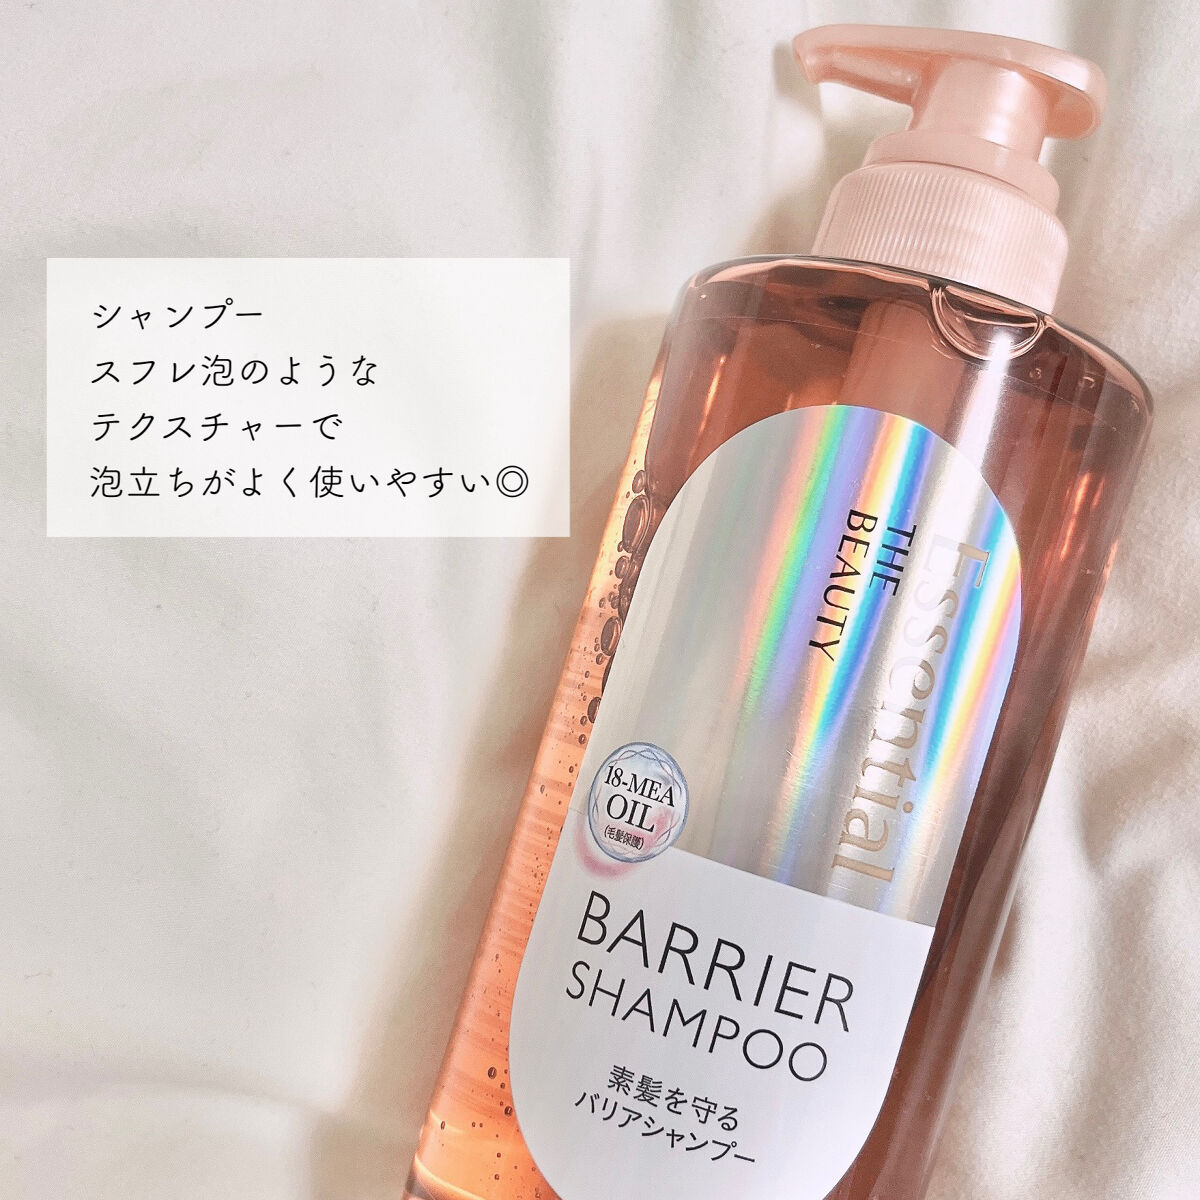 シャンプー
スフレ泡のような
テクスチャーで
泡立ちがよく使いやすい◎
Essential
THE
BEAUTY
18-MEA
OIL
(毛髪保護)
BARRIER
SHAMPOO
素髪を守る
バリアシャンプー